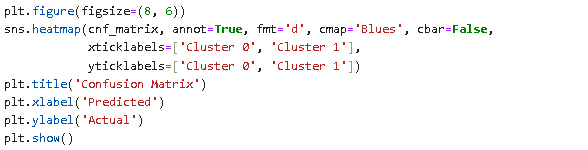 plt.figure(figsize=(8, 6))
sns.heatmap(cnf_matrix, annot=True, fmt='d', cmap='Blues', cbar=False,
            xticklabels=['Cluster 0', 'Cluster 1'],
            yticklabels=['Cluster 0', 'Cluster 1'])
plt.title('Confusion Matrix')
plt.xlabel('Predicted')
plt.ylabel('Actual')
plt.show()